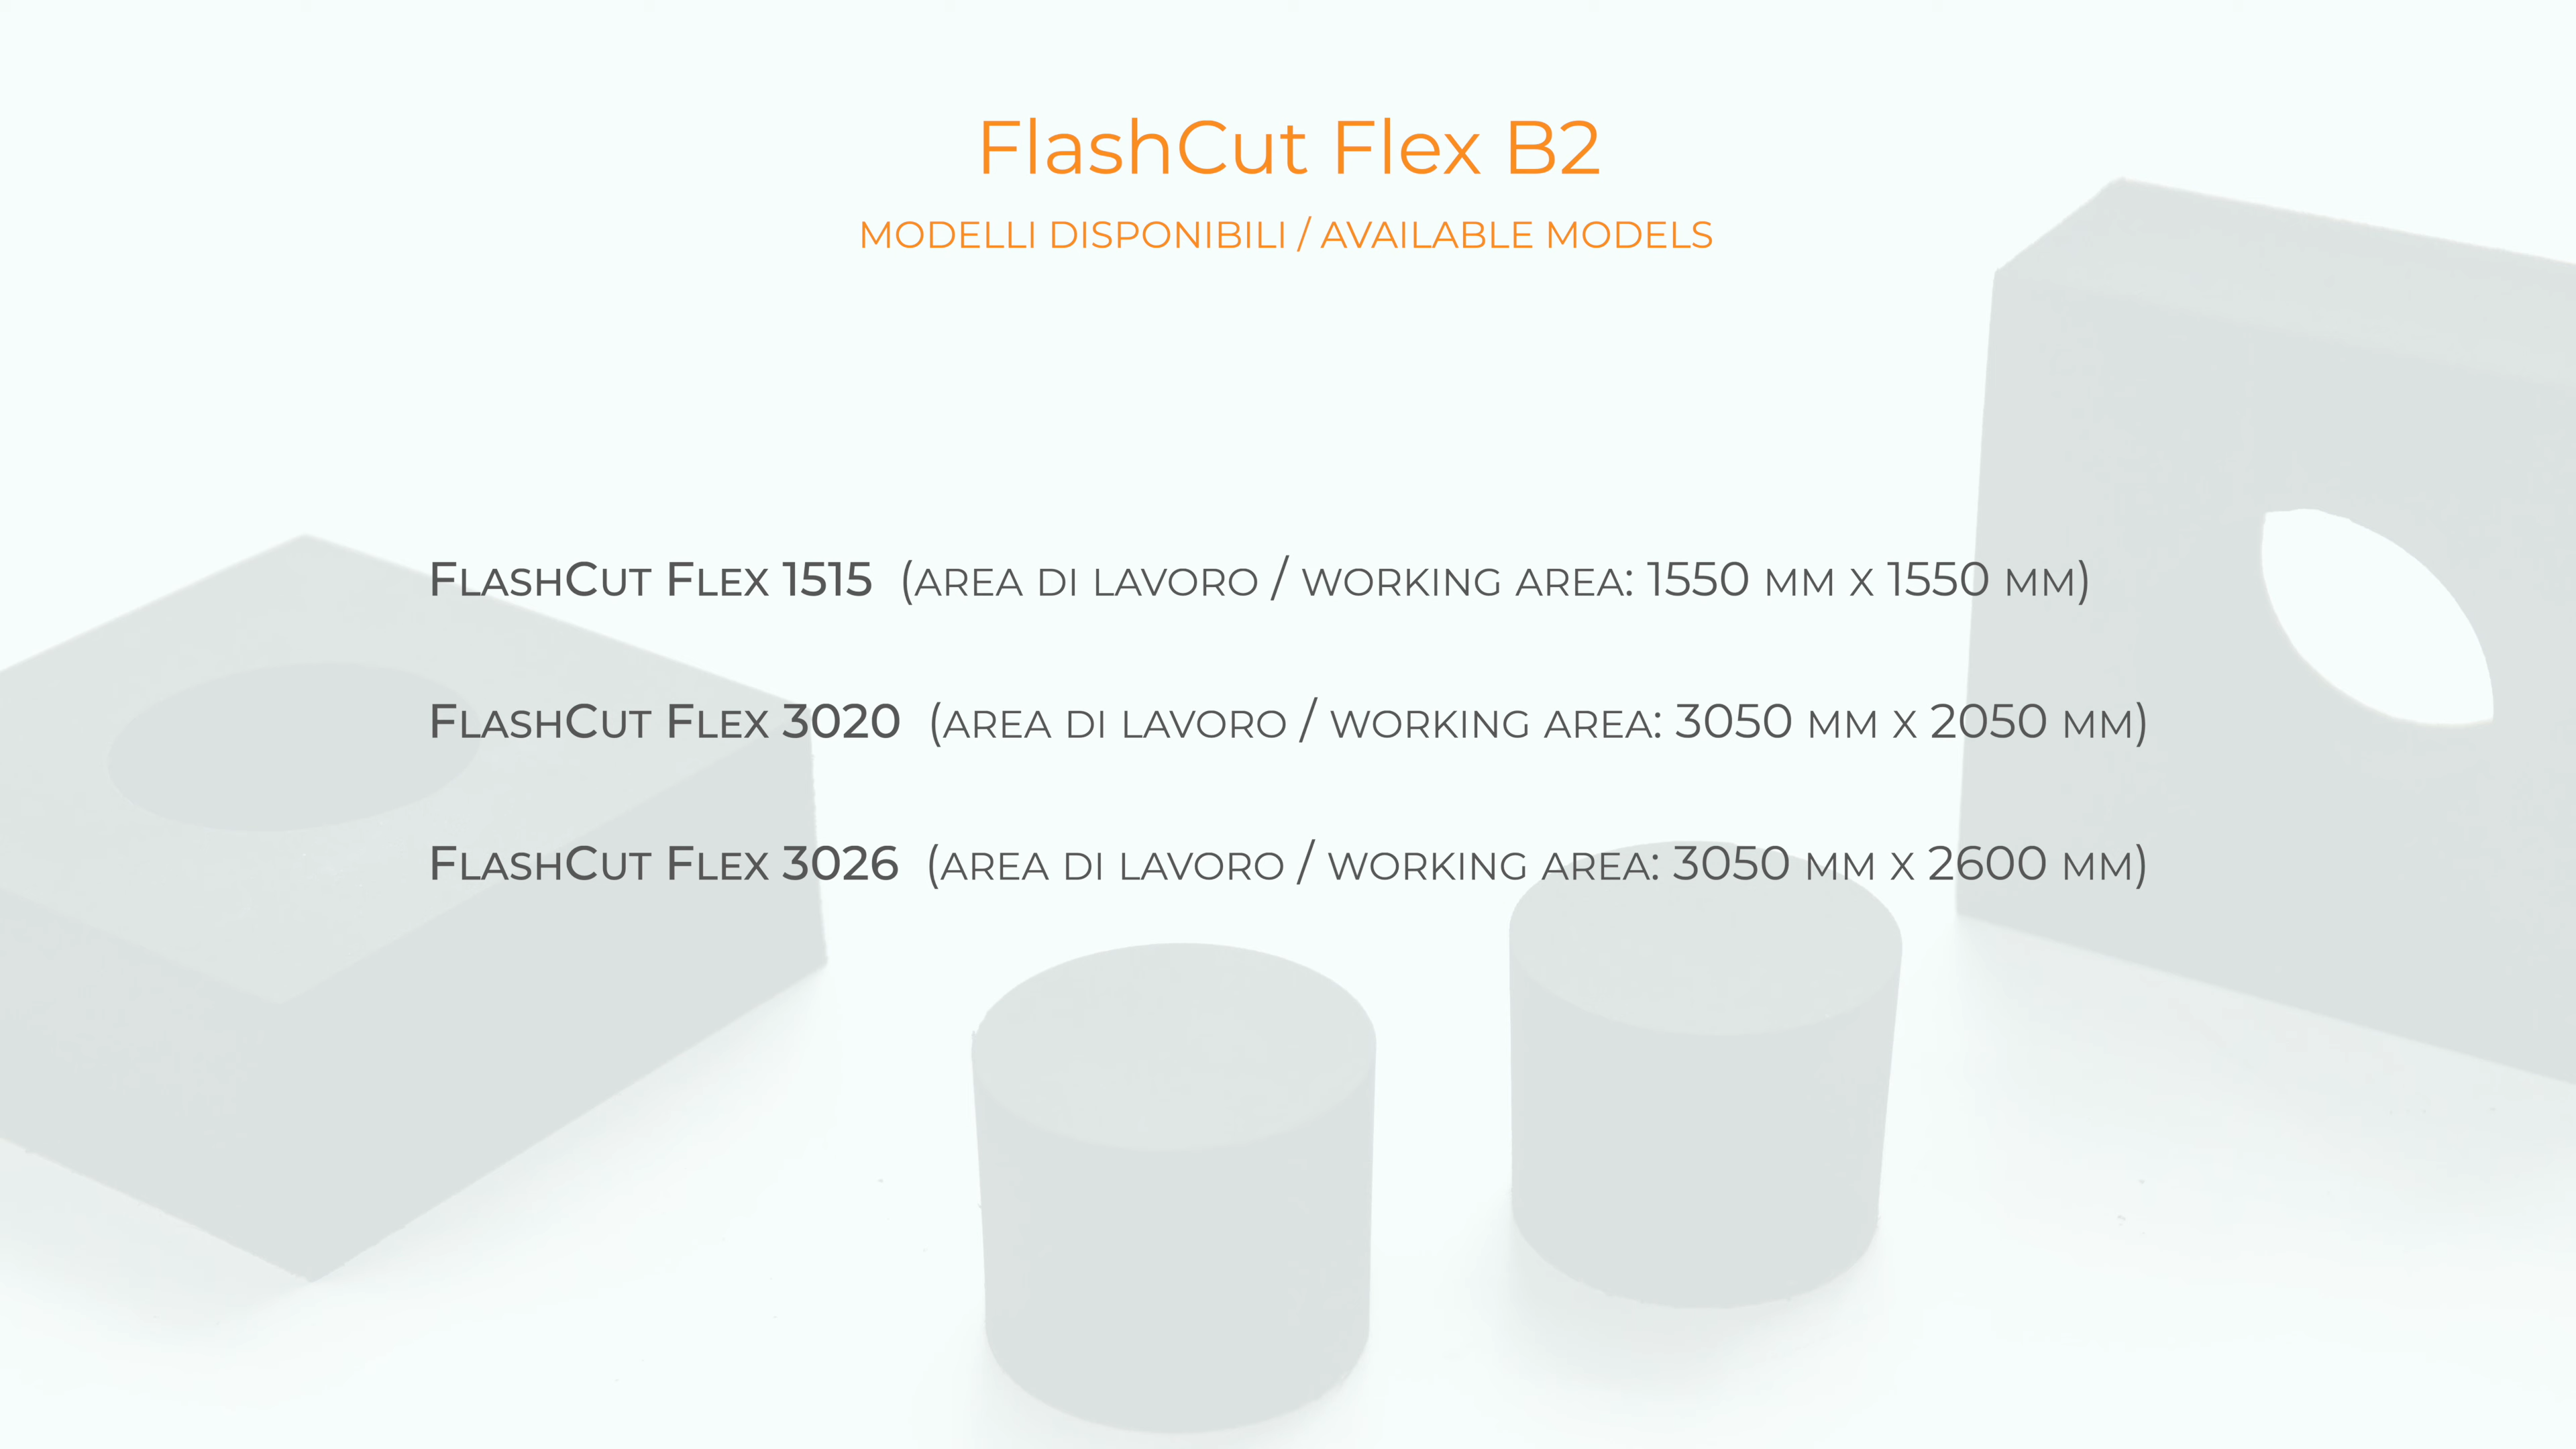 FlashCut Flex B2
MODELLI DISPONIBILI / AVAILABLE MODELS
FLASHCUT FLEX 1515 (AREA DI LAVORO / WORKING AREA: 1550 MM X 1550 MM)
FLASHCUT FLEX 3020 (AREA DI LAVORO / WORKING AREA: 3050 MM X 2050 MM)
FLASHCUT FLEX 3026 (AREA DI LAVORO / WORKING AREA: 3050 MM X 2600 MM)